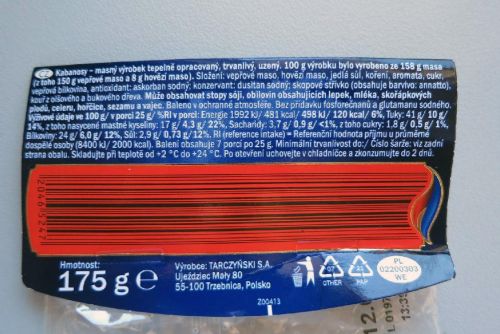 CZ Kabanosy – masný výrobek tepelně opracovaný, trvanlivý, uzený. 100 g výrobku bylo vyrobeno ze 158 g masa
(z toho 150 g vepřové maso a 8 g hovězí maso). Složení: vepřové maso, hovězí maso, jedlá sůl, koření, aromata, cukr,
vepřová bílkovina, antioxidant: askorban sodný; konzervant: dusitan sodný; skopové střívko (obsahuje barvivo: annatto),
kouř z olšového a bukového dřeva. Může obsahovat stopy sóji, obilovin obsahujících lepek, mléka, skořápkových
plodů, celeru, hořčice, sezamu a vajec. Baleno v ochranné atmosféře. Bez přídavku fosforečnanů a glutamanu sodného.
Výživové údaje ve 100 g/ v porci 25 g/ %RI v porci: Energie 1992 kJ/ 481 kcal/ 498 kJ/ 120 kcal/ 6%, Tuky: 41 g/ 10 g/
14%, z toho nasycené mastné kyseliny: 17 g/ 4,3 g/ 22%, Sacharidy: 3,7 g/ 0,9 g/ <1%, z toho cukry: 1,8 g/ 0,5 g/ 1%,
Bílkoviny: 24 g/ 6,0 g/ 12%, Sůl: 2,9 g/ 0,73 g/ 12%. RI (reference intake) = Referenční hodnota příjmu u průměrné
dospělé osoby (8400 kJ/ 2000 kcal). Balení obsahuje 7 porcí po 25 g. Minimální trvanlivost do:/ Číslo šarže: viz zadní
strana obalu. Skladujte při teplotě od +2 °C do +24 °C. Po otevření uchovejte v chladničce a zkonzumujte do 2 dnů.
Hmotnost:
175 g e
Výrobce: TARCZYŃSKI S.A.
Ujeździec Mały 80
55-100 Trzebnica, Polsko
Z00413
07
OTHER
PAP
PL
02200303
WE
12.0
L 0197
13:35